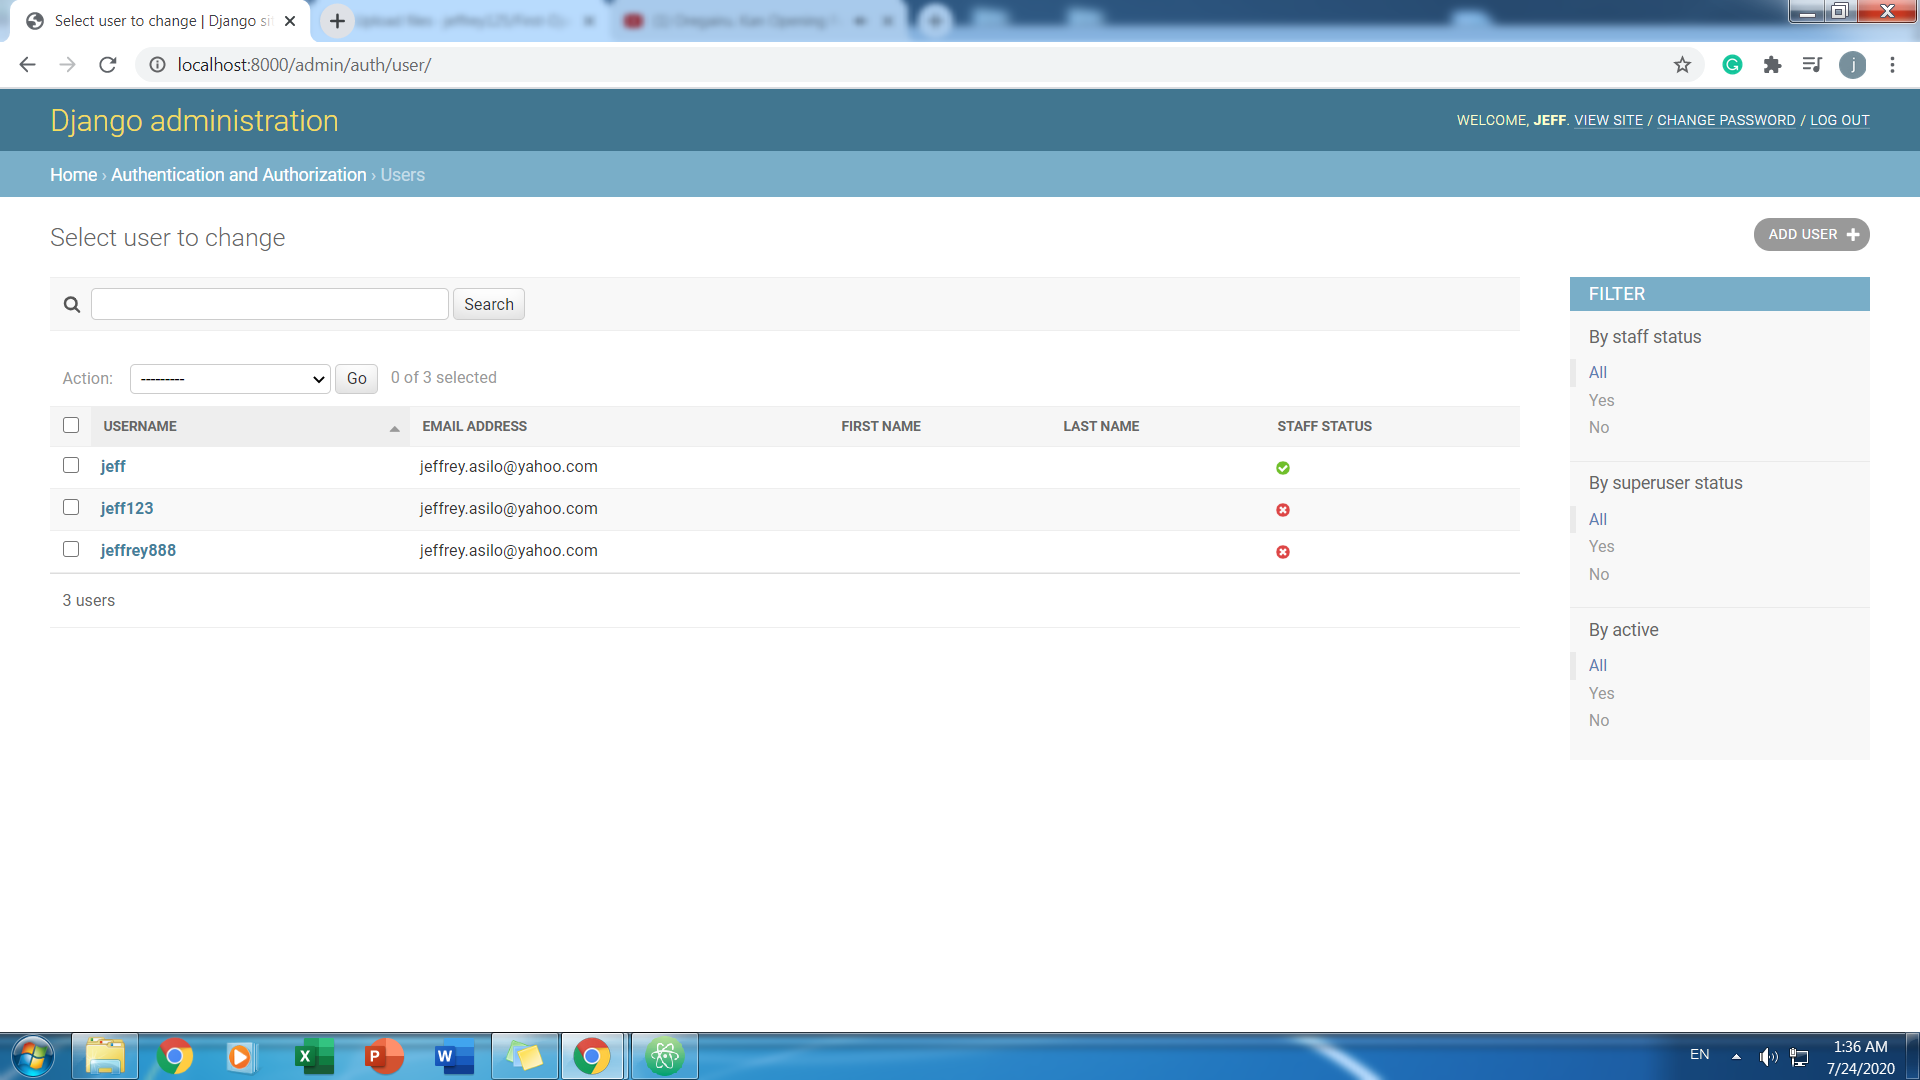 Select user to change | Django si
localhost:8000/admin/auth/user/
j
Django administration
WELCOME, JEFF. VIEW SITE / CHANGE PASSWORD / LOG OUT
Home › Authentication and Authorization › Users
Select user to change
ADD USER +
Search
FILTER
By staff status
All
Yes
No
By superuser status
All
Yes
No
By active
All
Yes
No
Action: --------- Go 0 of 3 selected
USERNAME EMAIL ADDRESS FIRST NAME LAST NAME STAFF STATUS
jeff jeffrey.asilo@yahoo.com
jeff123 jeffrey.asilo@yahoo.com
jeffrey888 jeffrey.asilo@yahoo.com
3 users
EN
1:36 AM
7/24/2020